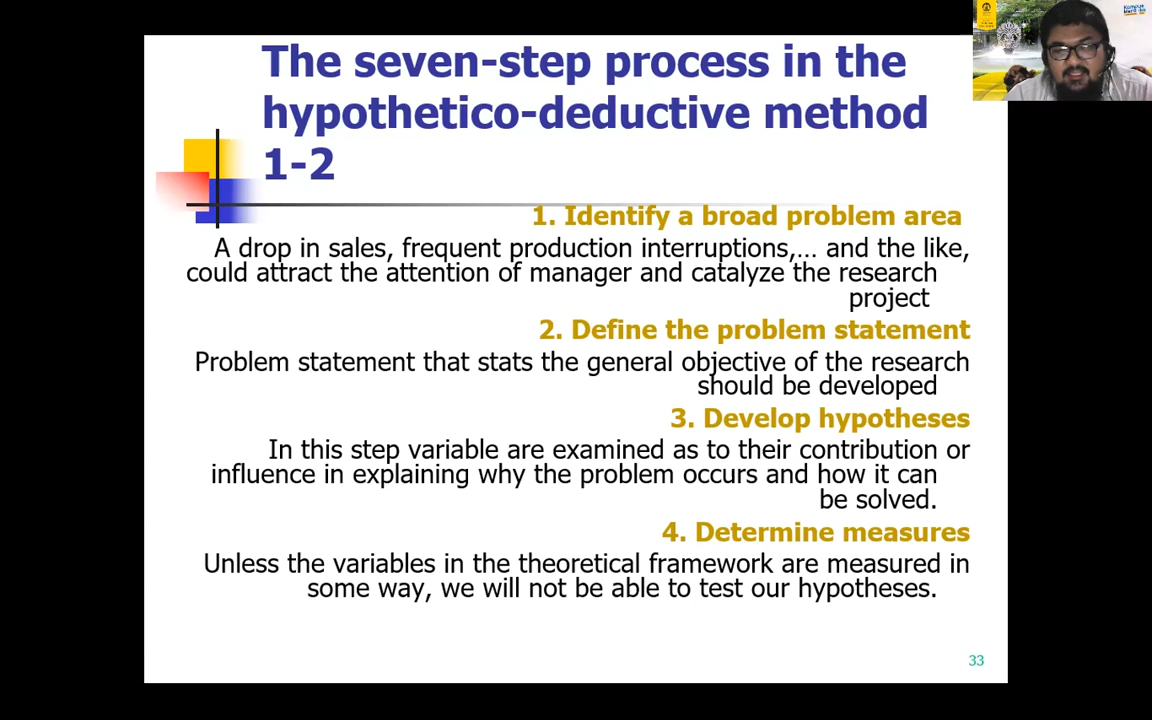 The seven-step process in the
hypothetico-deductive method
1-2
1. Identify a broad problem area
A drop in sales, frequent production interruptions,... and the like,
could attract the attention of manager and catalyze the research
project
2. Define the problem statement
Problem statement that stats the general objective of the research
should be developed
3. Develop hypotheses
In this step variable are examined as to their contribution or
influence in explaining why the problem occurs and how it can
be solved.
4. Determine measures
Unless the variables in the theoretical framework are measured in
some way, we will not be able to test our hypotheses.
33